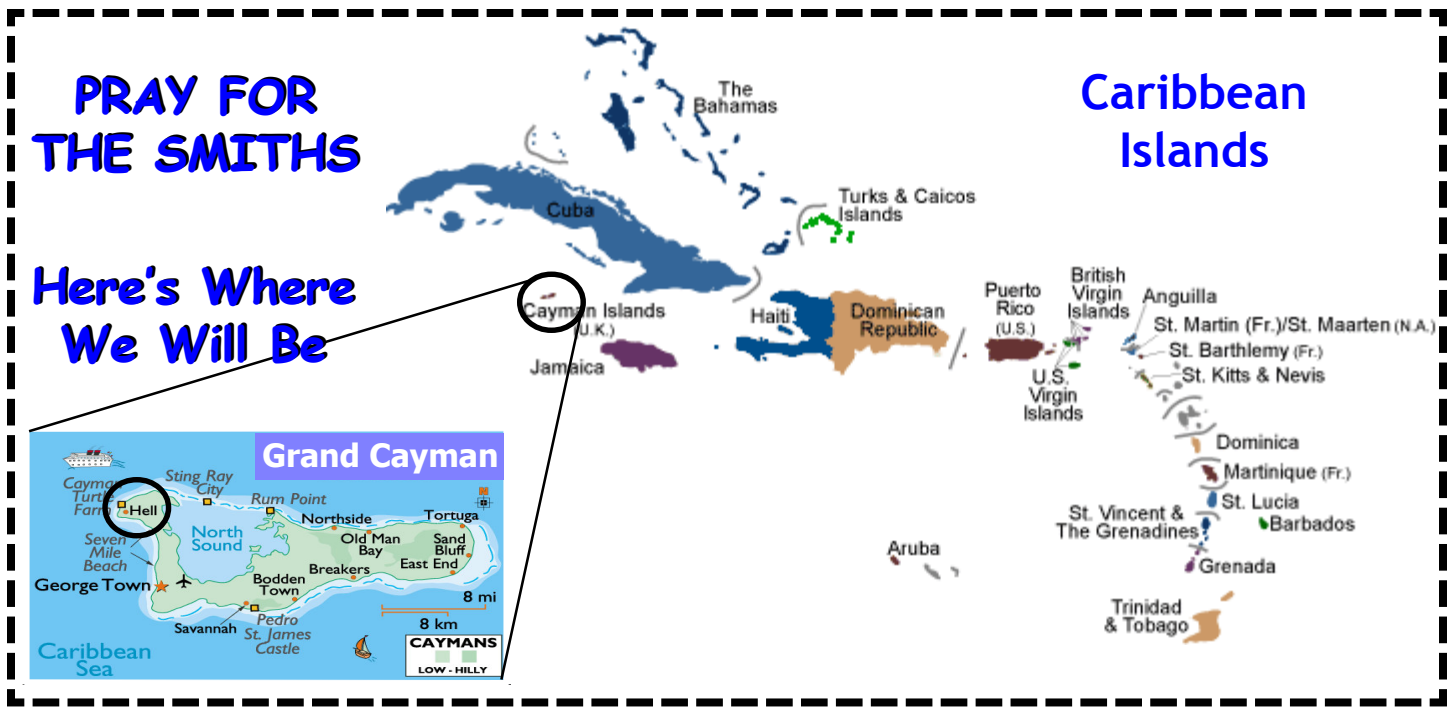 PRAY FOR
THE SMITHS
Here's Where
We Will Be
Caribbean
Islands
The
Bahamas
Turks & Caicos
Islands
Cuba
Cayman Islands
(U.K.)
Jamaica
Haiti
Dominican
Republic
Puerto
Rico
(U.S.)
British
Virgin
Islands
U.S.
Virgin
Islands
Anguilla
St. Martin (Fr.)/St. Maarten (N.A.)
St. Barthlemy (Fr.)
St. Kitts & Nevis
Dominica
Martinique (Fr.)
St. Lucia
St. Vincent &
The Grenadines
Barbados
Grenada
Aruba
Trinidad
& Tobago
Grand Cayman
Cayman
Turtle
Farm
Hell
Sting Ray
City
Rum Point
N
North
Sound
Northside
Old Man
Bay
Tortuga
Sand
Bluff
East End
Seven
Mile
Beach
George Town
Breakers
Bodden
Town
Savannah
Pedro
St. James
Castle
8 mi
8 km
Caribbean
Sea
CAYMANS
LOW - HILLY